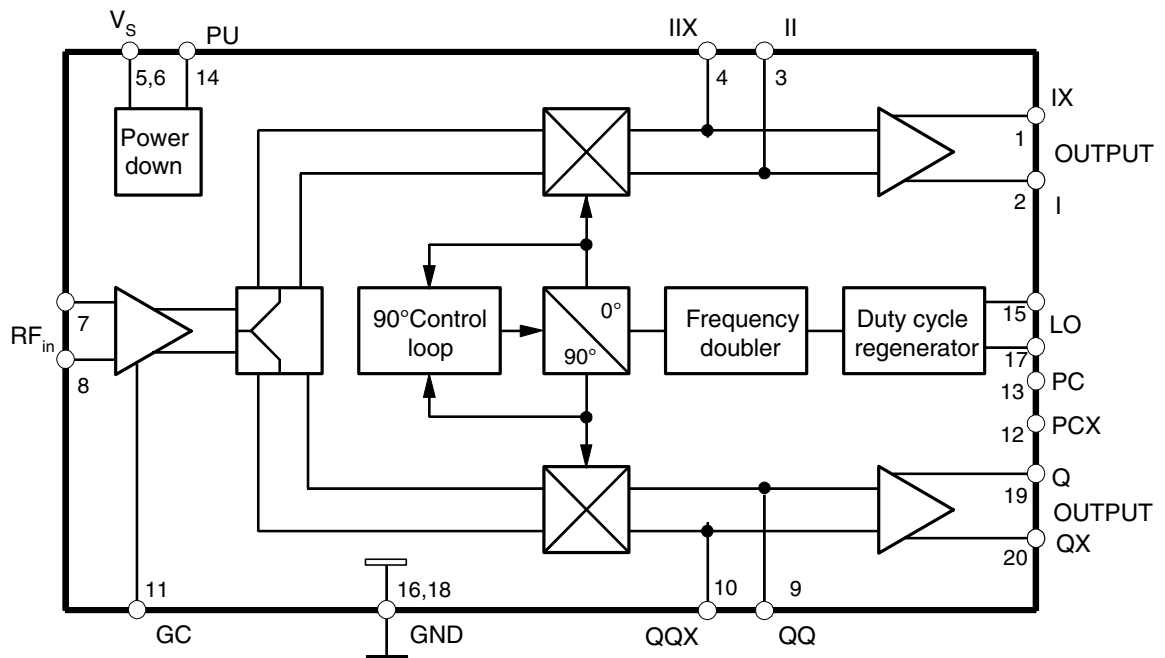 VS PU IIX II
5,6 14 4 3
IX
1
Power
down
OUTPUT
2 I
7
RFin
8
90°Control
loop
0°
90°
Frequency
doubler
Duty cycle
regenerator
15
LO
17
13 PC
12 PCX
Q
19
OUTPUT
20 QX
11 16,18 10 9
GC GND QQX QQ